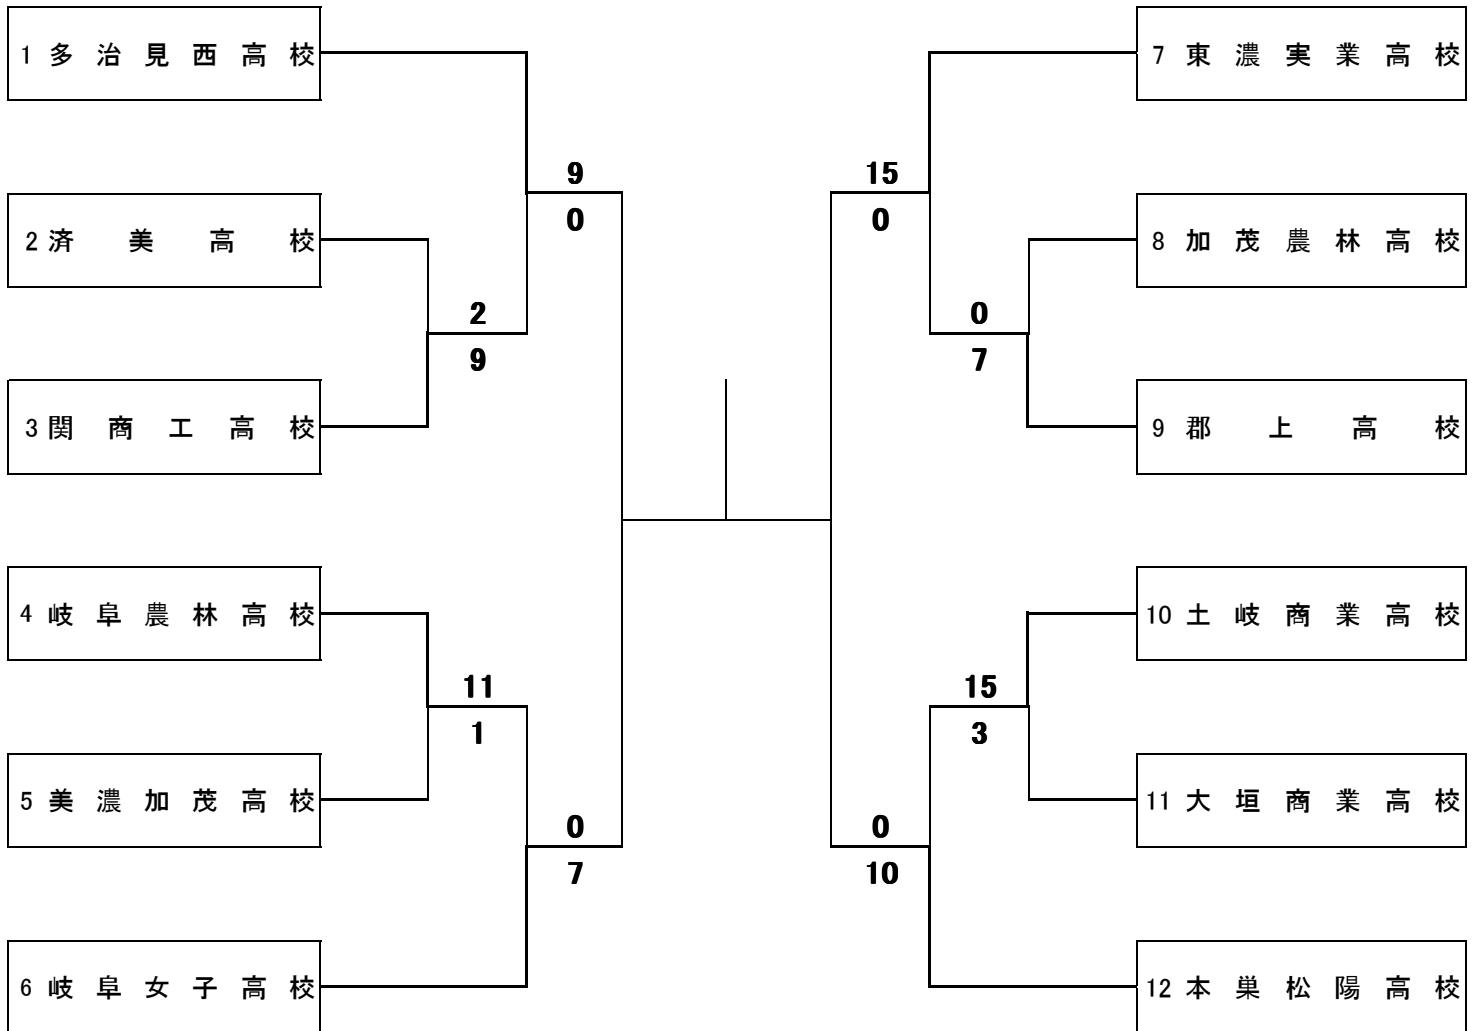 1 多治見西高校
7 東濃実業高校
9
0
15
0
2 済美高校
8 加茂農林高校
2
9
0
7
3 関商工高校
9 郡上高校
4 岐阜農林高校
10 土岐商業高校
11
1
15
3
5 美濃加茂高校
11 大垣商業高校
0
7
0
10
6 岐阜女子高校
12 本巣松陽高校